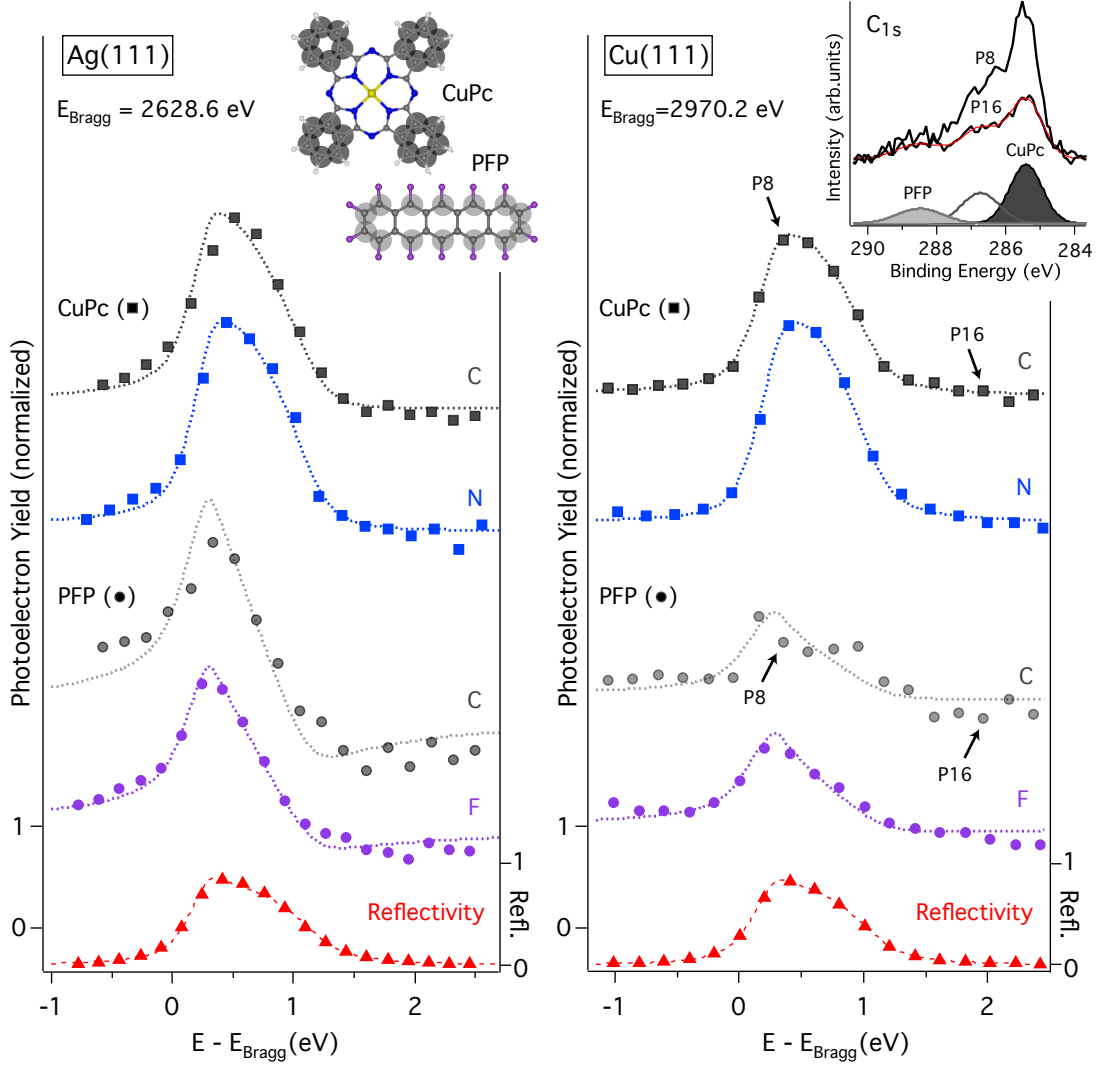 Ag(111)
E_Bragg = 2628.6 eV
CuPc
PFP
CuPc (■)
C
N
PFP (●)
C
F
Reflectivity
Photoelectron Yield (normalized)
1
0
1
0
Refl.
-1
0
1
2
E - E_Bragg (eV)
Cu(111)
E_Bragg=2970.2 eV
C1s
P8
P16
CuPc
PFP
Intensity (arb.units)
290
288
286
284
Binding Energy (eV)
P8
CuPc (■)
P16
C
N
PFP (●)
C
P8
P16
F
Reflectivity
Photoelectron Yield (normalized)
1
0
1
0
Refl.
-1
0
1
2
E - E_Bragg (eV)